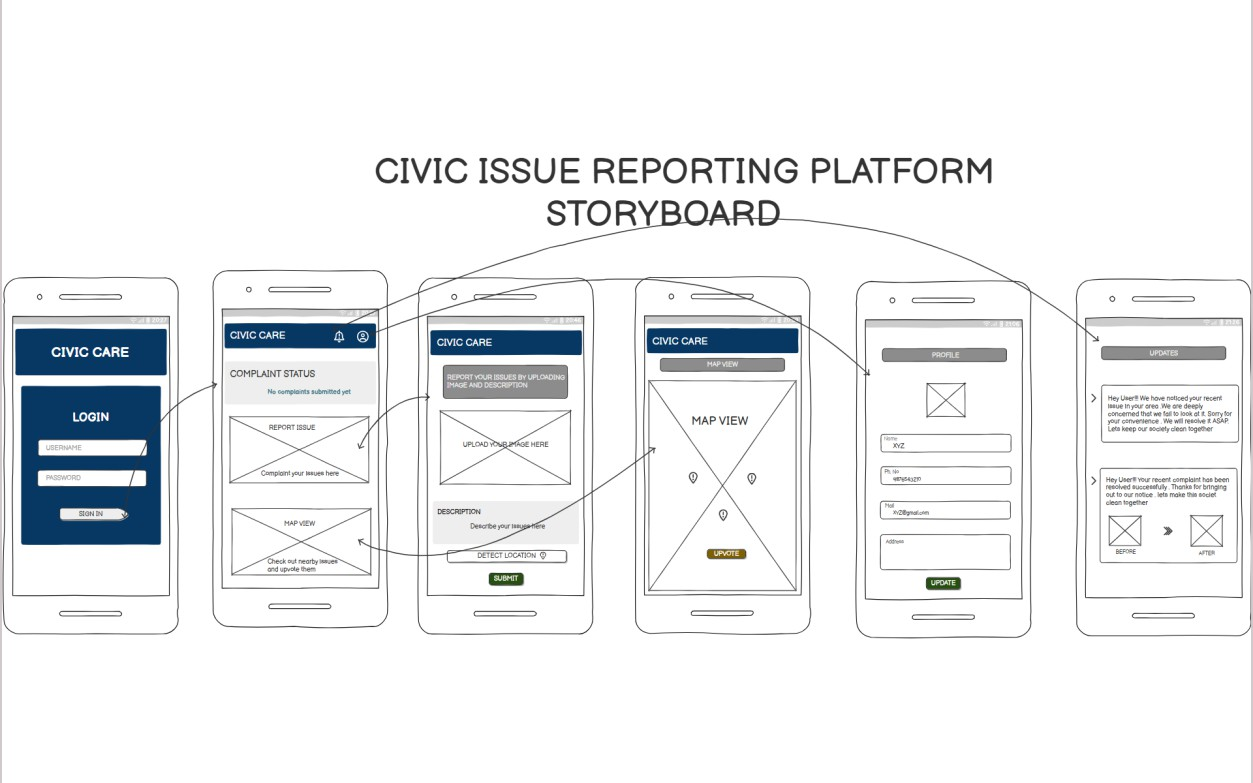 CIVIC ISSUE REPORTING PLATFORM
STORYBOARD
CIVIC CARE
LOGIN
USERNAME
PASSWORD
SIGN IN
CIVIC CARE
COMPLAINT STATUS
No complaints submitted yet
REPORT ISSUE
Complaint your issues here
MAP VIEW
Check out nearby issues
and upvote them
CIVIC CARE
REPORT YOUR ISSUES BY UPLOADING
IMAGE AND DESCRIPTION
UPLOAD YOUR IMAGE HERE
DESCRIPTION
Describe your issues here
DETECT LOCATION
SUBMIT
CIVIC CARE
MAP VIEW
MAP VIEW
UPVOTE
PROFILE
Name
XYZ
Ph. No
Mail
XYZ@gmail.com
Address
UPDATE
UPDATES
Hey User!!! We have noticed your recent
issue in your area .We are deeply
concerned that we fail to look at it. Sorry for
your convenience . We will resolve it ASAP.
Lets keep our society clean together
Hey User!!! your recent complaint has been
resolved successfully . Thanks for bringing
out to our notice . lets make this societ
clean together
BEFORE
AFTER